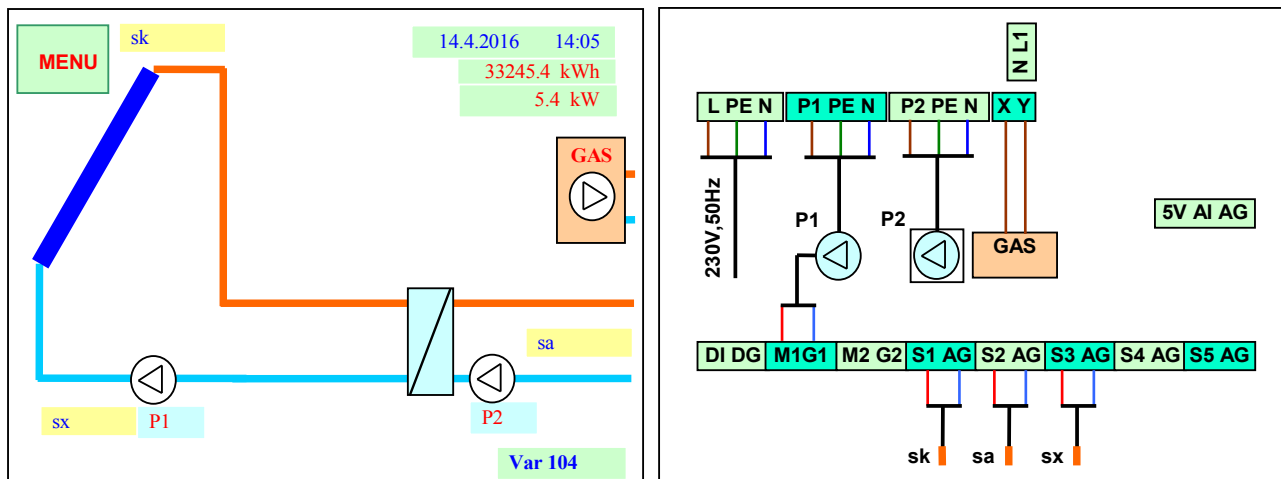 sk
MENU
14.4.2016 14:05
33245.4 kWh
5.4 kW
GAS
sa
sx
P1
P2
Var 104
N L1
L PE N
P1 PE N
P2 PE N
X Y
230V,50Hz
P1
P2
GAS
5V AI AG
DI DG
M1G1
M2 G2
S1 AG
S2 AG
S3 AG
S4 AG
S5 AG
sk
sa
sx